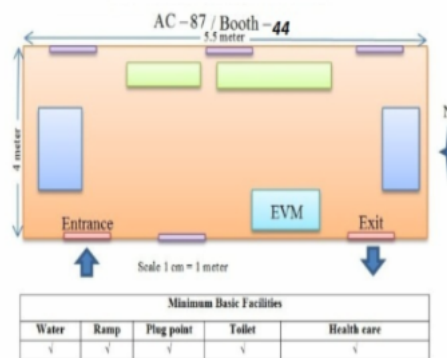 AC – 87 / Booth – 44
5.5 meter
4 meter
N
Entrance
EVM
Exit
Scale 1 cm = 1 meter
Minimum Basic Facilities
Water Ramp Plug point Toilet Health care
√ √ √ √ √